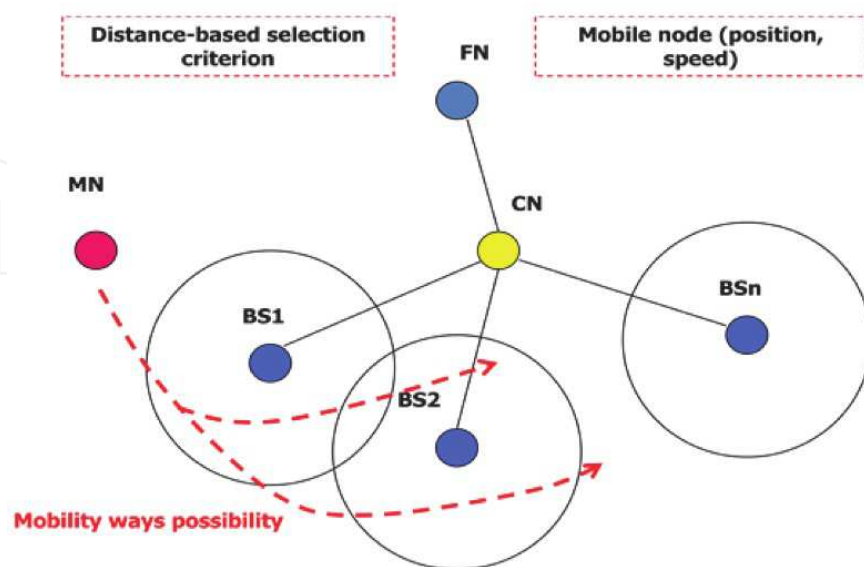 Distance-based selection
criterion
Mobile node (position,
speed)
FN
MN
CN
BS1
BSn
BS2
Mobility ways possibility